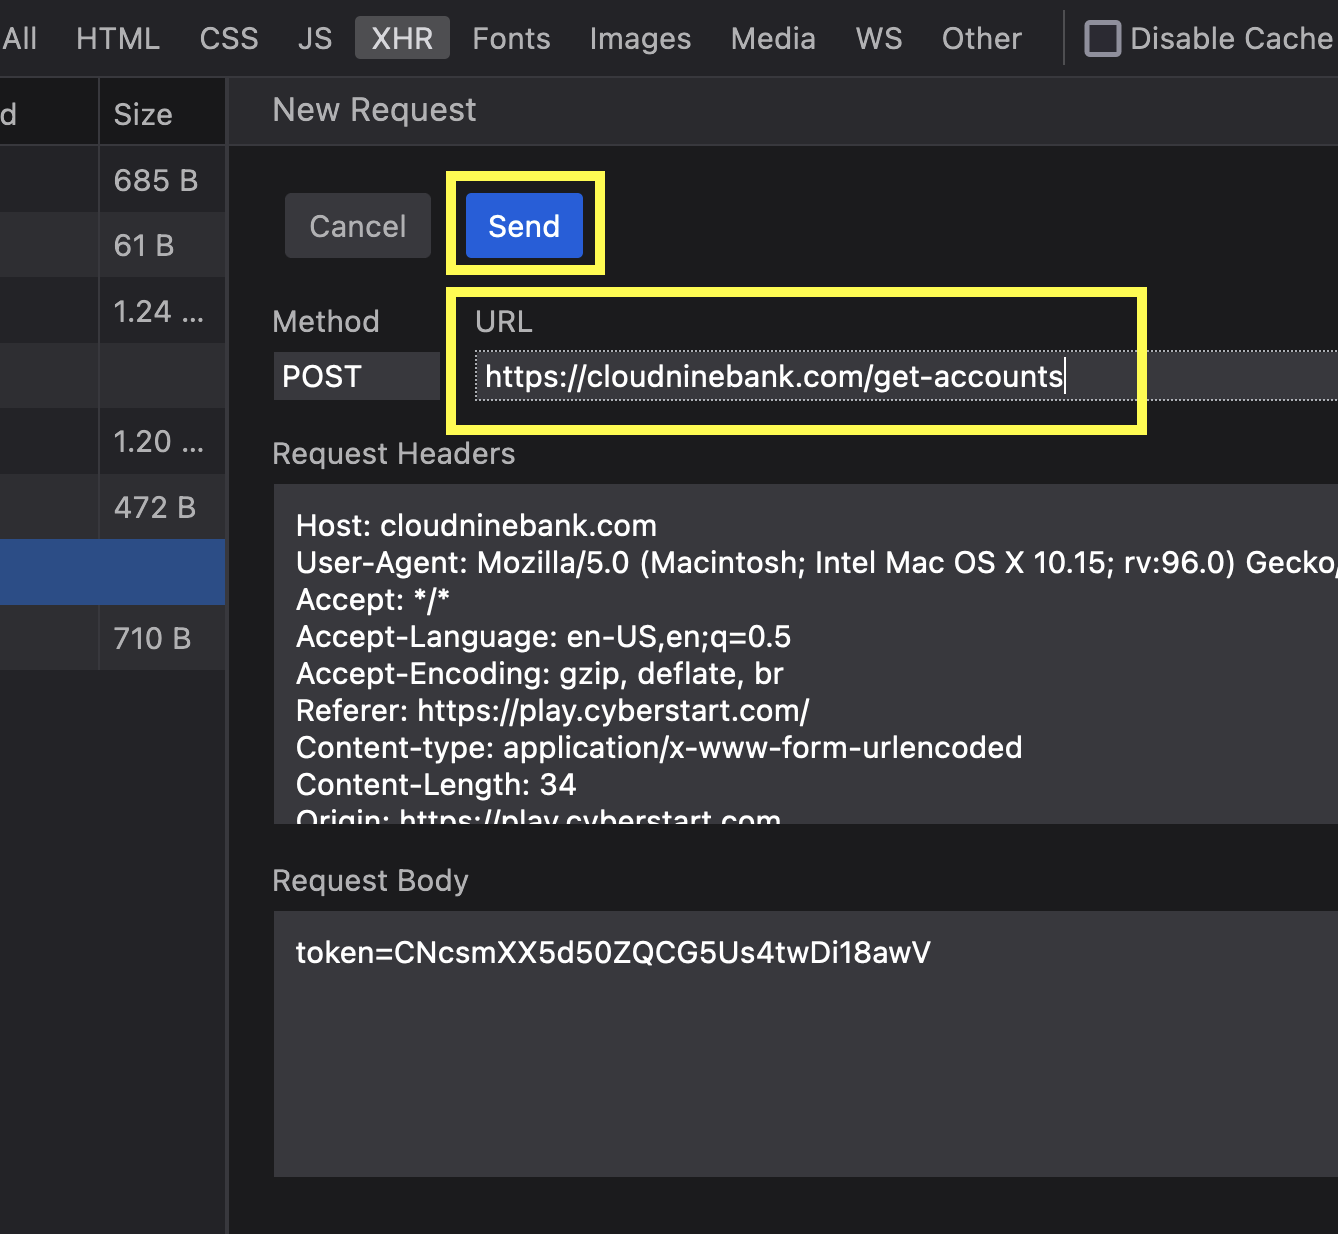 All HTML CSS JS XHR Fonts Images Media WS Other Disable Cache
d Size
685 B
61 B
1.24 ...
1.20 ...
472 B
710 B
New Request
Cancel Send
Method URL
POST https://cloudninebank.com/get-accounts
Request Headers
Host: cloudninebank.com
User-Agent: Mozilla/5.0 (Macintosh; Intel Mac OS X 10.15; rv:96.0) Gecko/
Accept: */*
Accept-Language: en-US,en;q=0.5
Accept-Encoding: gzip, deflate, br
Referer: https://play.cyberstart.com/
Content-type: application/x-www-form-urlencoded
Content-Length: 34
Origin: https://play.cyberstart.com
Request Body
token=CNcsmXX5d50ZQCG5Us4twDi18awV